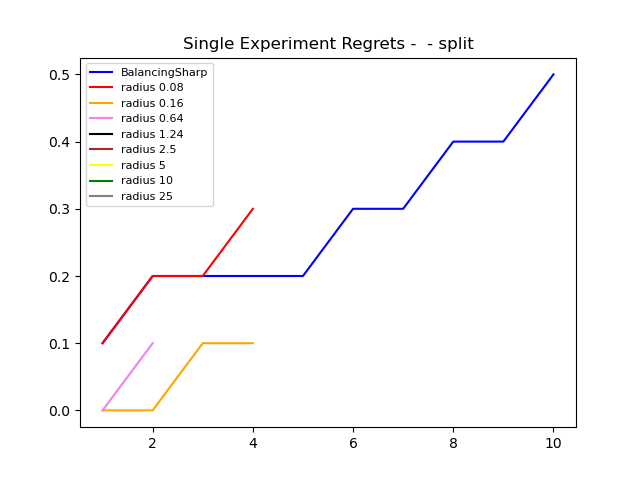 Single Experiment Regrets -  - split
BalancingSharp
radius 0.08
radius 0.16
radius 0.64
radius 1.24
radius 2.5
radius 5
radius 10
radius 25
0.5
0.4
0.3
0.2
0.1
0.0
2 4 6 8 10